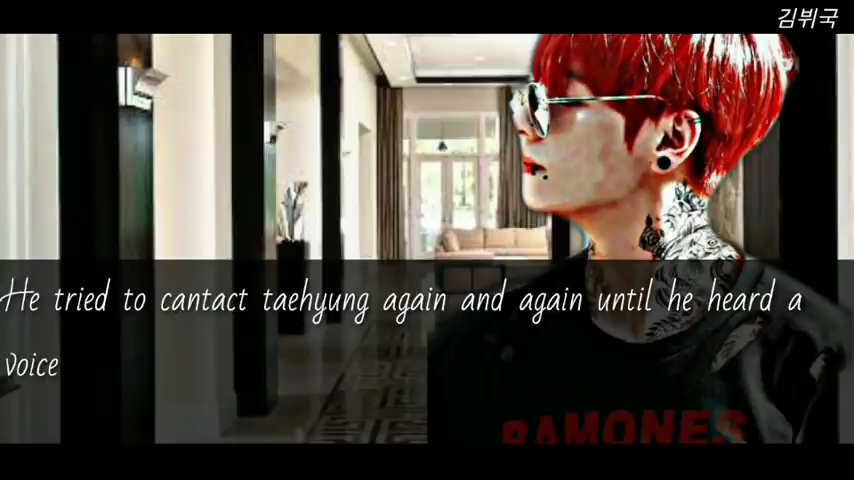 김뷔국
He tried to cantact taehyung again and again until he heard a
voice
RAMONES